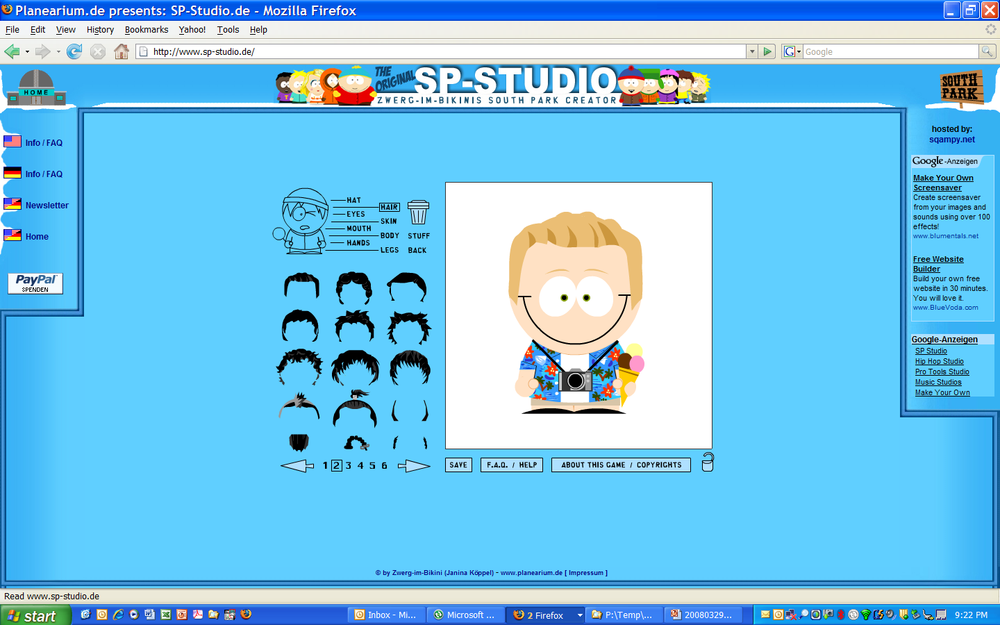 Planearium.de presents: SP-Studio.de - Mozilla Firefox
File Edit View History Bookmarks Yahoo! Tools Help
http://www.sp-studio.de/
G Google
HOME
THE ORIGINAL SP-STUDIO
ZWERG-IM-BIKINIS SOUTH PARK CREATOR
SOUTH PARK
Info / FAQ
Info / FAQ
Newsletter
Home
PayPal
SPENDEN
HAT
HAIR
EYES
SKIN
MOUTH
BODY
STUFF
HANDS
LEGS
BACK
1 2 3 4 5 6
SAVE
F.A.Q. / HELP
ABOUT THIS GAME / COPYRIGHTS
hosted by:
sqampy.net
Google-Anzeigen
Make Your Own
Screensaver
Create screensaver
from your images and
sounds using over 100
effects!
www.blumentals.net
Free Website
Builder
Build your own free
website in 30 minutes.
You will love it.
www.BlueVoda.com
Google-Anzeigen
SP Studio
Hip Hop Studio
Pro Tools Studio
Music Studios
Make Your Own
© by Zwerg-im-Bikini (Janina Köppel) - www.planearium.de [ Impressum ]
Read www.sp-studio.de
start
Inbox - Mi...
Microsoft ...
2 Firefox
P:\Temp\...
20080329...
9:22 PM